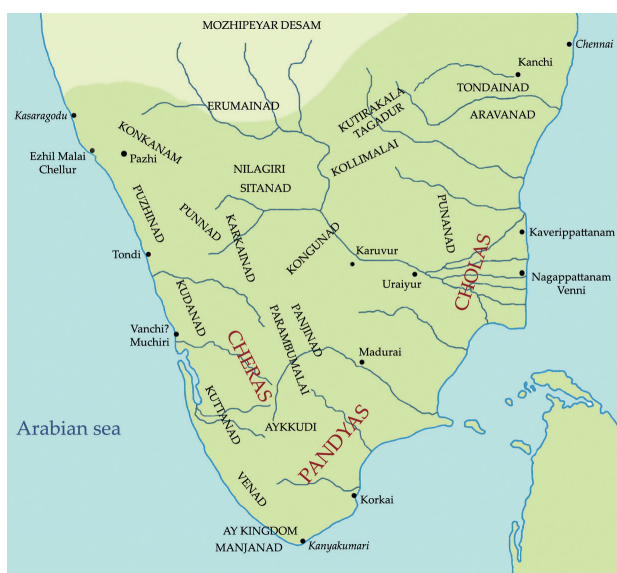 MOZHIPEYAR DESAM
Chennai
Kanchi
TONDAINAD
ERUMAINAD
KUTIRAKALA
TAGADUR
ARAVANAD
Kasaragodu
KONKANAM
Ezhil Malai
Chellur
Pazhi
KOLLIMALAI
NILAGIRI
SITANAD
PUZHINAD
PUNNAD
KARKAINAD
KONGUNAD
PUNANAD
Kaverippattanam
Tondi
Karuvur
Uraiyur
CHOLAS
Nagappattanam
Venni
KUDANAD
Vanchi?
Muchiri
CHERAS
PARAMBUMALAI
PANJINAD
Madurai
Arabian sea
KUTTANAD
AYKKUDI
PANDYAS
VENAD
Korkai
AY KINGDOM
MANJANAD
Kanyakumari